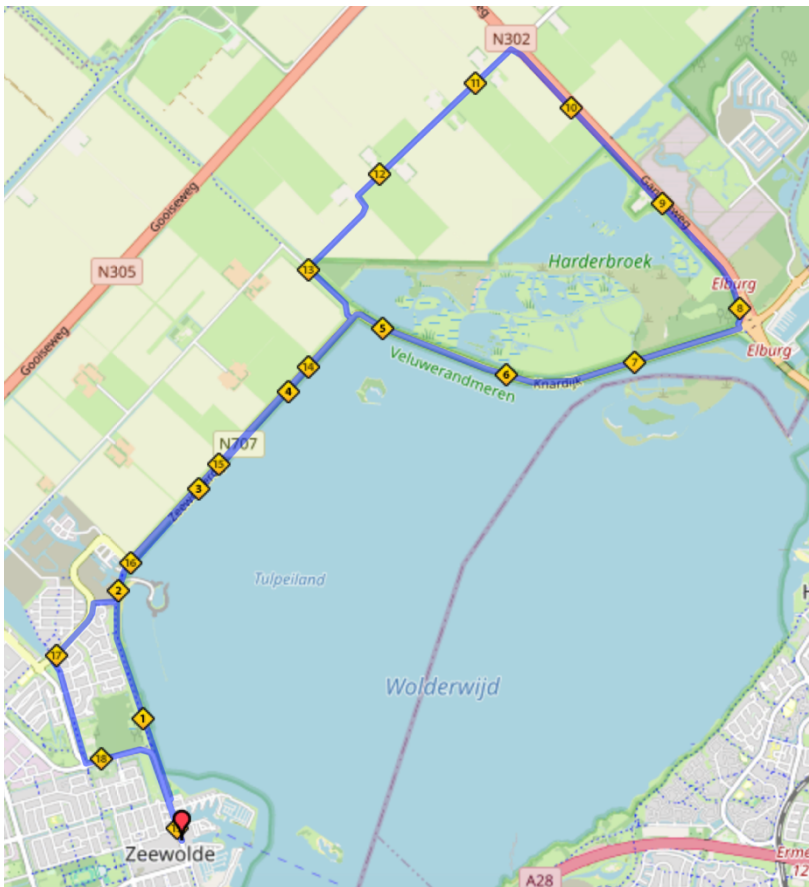 N302
11
10
12
Gooiseweg
9
N305
13
Harderbroek
Elburg
8
Gooiseweg
5
Elburg
Veluwerandmeren
6
Knardijk
7
14
4
N707
15
3
16
Tulpeiland
2
17
Wolderwijd
1
18
Zeewolde
A28